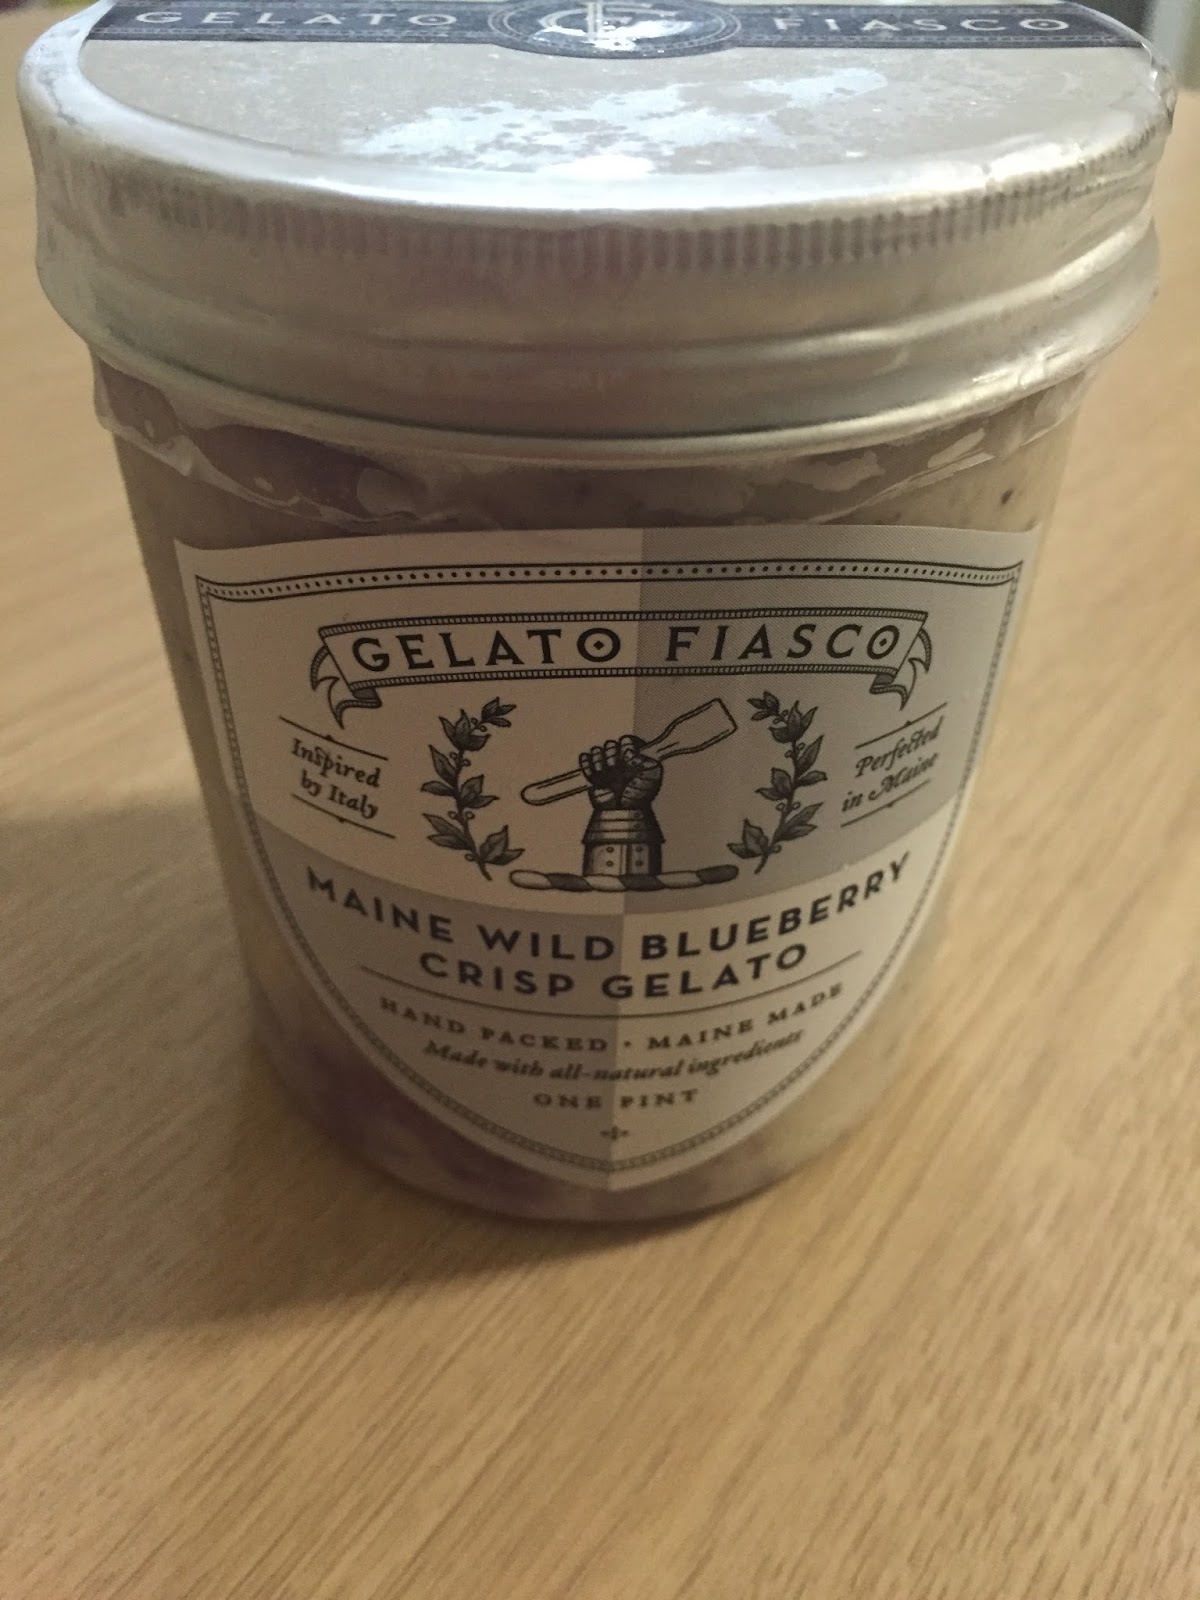 GELATO FIASCO
GELATO FIASCO
Inspired
by Italy
Perfected
in Maine
MAINE WILD BLUEBERRY
CRISP GELATO
HAND PACKED · MAINE MADE
Made with all-natural ingredients
ONE PINT